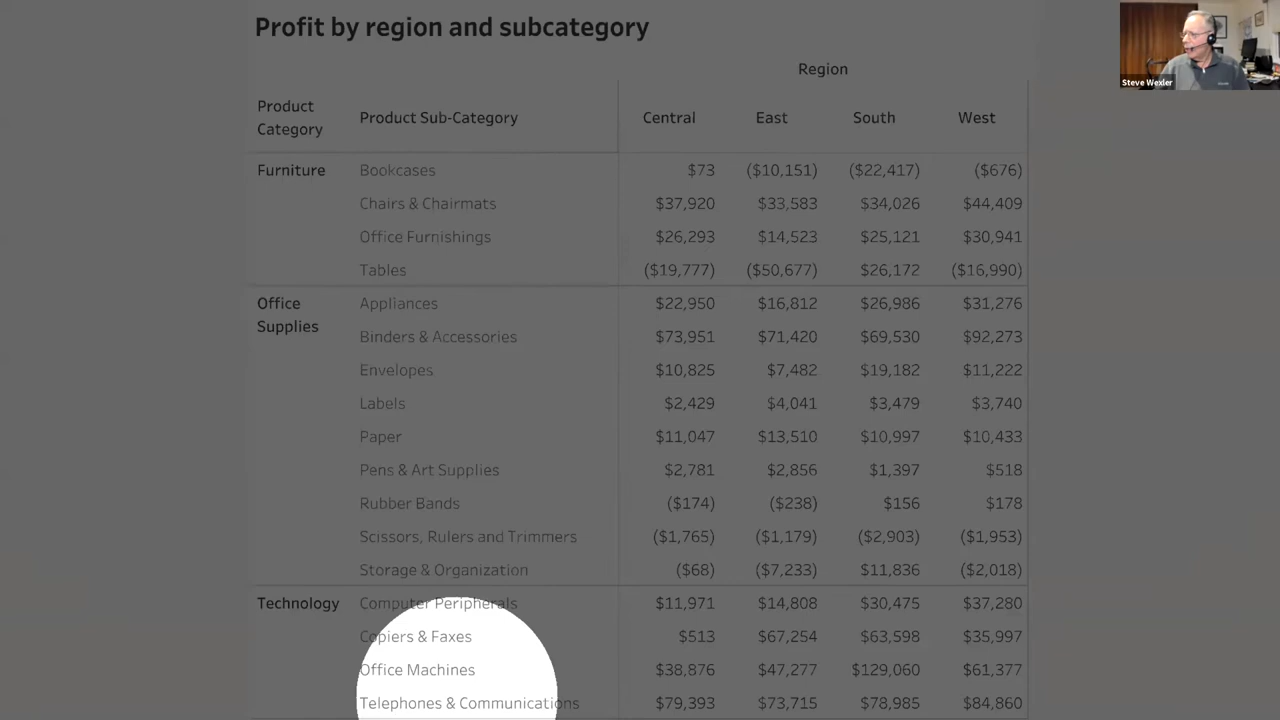 Profit by region and subcategory
Steve Wexler
Region
Product Category Product Sub-Category Central East South West
Furniture Bookcases $73 ($10,151) ($22,417) ($676)
Chairs & Chairmats $37,920 $33,583 $34,026 $44,409
Office Furnishings $26,293 $14,523 $25,121 $30,941
Tables ($19,777) ($50,677) $26,172 ($16,990)
Office Supplies Appliances $22,950 $16,812 $26,986 $31,276
Binders & Accessories $73,951 $71,420 $69,530 $92,273
Envelopes $10,825 $7,482 $19,182 $11,222
Labels $2,429 $4,041 $3,479 $3,740
Paper $11,047 $13,510 $10,997 $10,433
Pens & Art Supplies $2,781 $2,856 $1,397 $518
Rubber Bands ($174) ($238) $156 $178
Scissors, Rulers and Trimmers ($1,765) ($1,179) ($2,903) ($1,953)
Storage & Organization ($68) ($7,233) $11,836 ($2,018)
Technology Computer Peripherals $11,971 $14,808 $30,475 $37,280
Copiers & Faxes $513 $67,254 $63,598 $35,997
Office Machines $38,876 $47,277 $129,060 $61,377
Telephones & Communications $79,393 $73,715 $78,985 $84,860